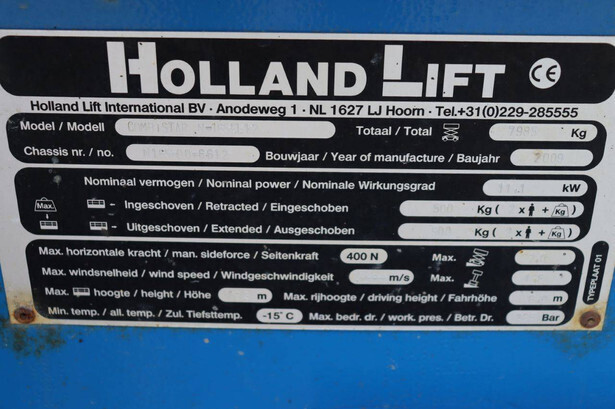 HOLLAND LIFT CE
Holland Lift International BV · Anodeweg 1 · NL 1627 LJ Hoorn · Tel.+31(0)229-285555
Model / Modell Totaal / Total Kg
Chassis nr. / no. Bouwjaar / Year of manufacture / Baujahr
Nominaal vermogen / Nominal power / Nominale Wirkungsgrad kW
Max. Ingeschoven / Retracted / Eingeschoben Kg ( x + Kg )
Uitgeschoven / Extended / Ausgeschoben Kg ( x + Kg )
Max. horizontale kracht / man. sideforce / Seitenkraft 400 N Max.
Max. windsnelheid / wind speed / Windgeschwindigkeit m/s Max.
Max. hoogte / height / Höhe m Max. rijhoogte / driving height / Fahrhöhe m
Min. temp. / all. temp. / Zul. Tiefsttemp. -15° C Max. bedr. dr. / work. pres. / Betr. Dr. Bar
TYPEPLAAT 01